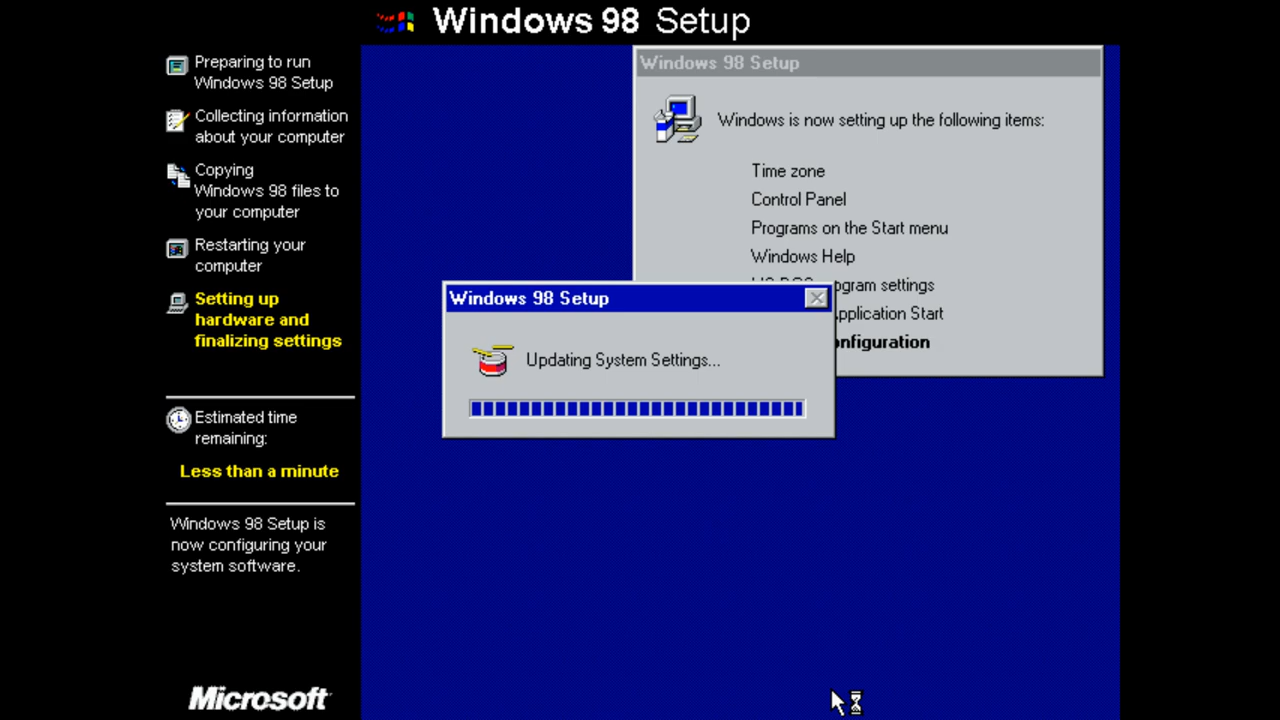 Windows 98 Setup
Preparing to run
Windows 98 Setup
Collecting information
about your computer
Copying
Windows 98 files to
your computer
Restarting your
computer
Setting up
hardware and
finalizing settings
Estimated time
remaining:
Less than a minute
Windows 98 Setup is
now configuring your
system software.
Microsoft
Windows 98 Setup
Windows is now setting up the following items:
Time zone
Control Panel
Programs on the Start menu
Windows Help
settings
Start
Windows 98 Setup
Updating System Settings...